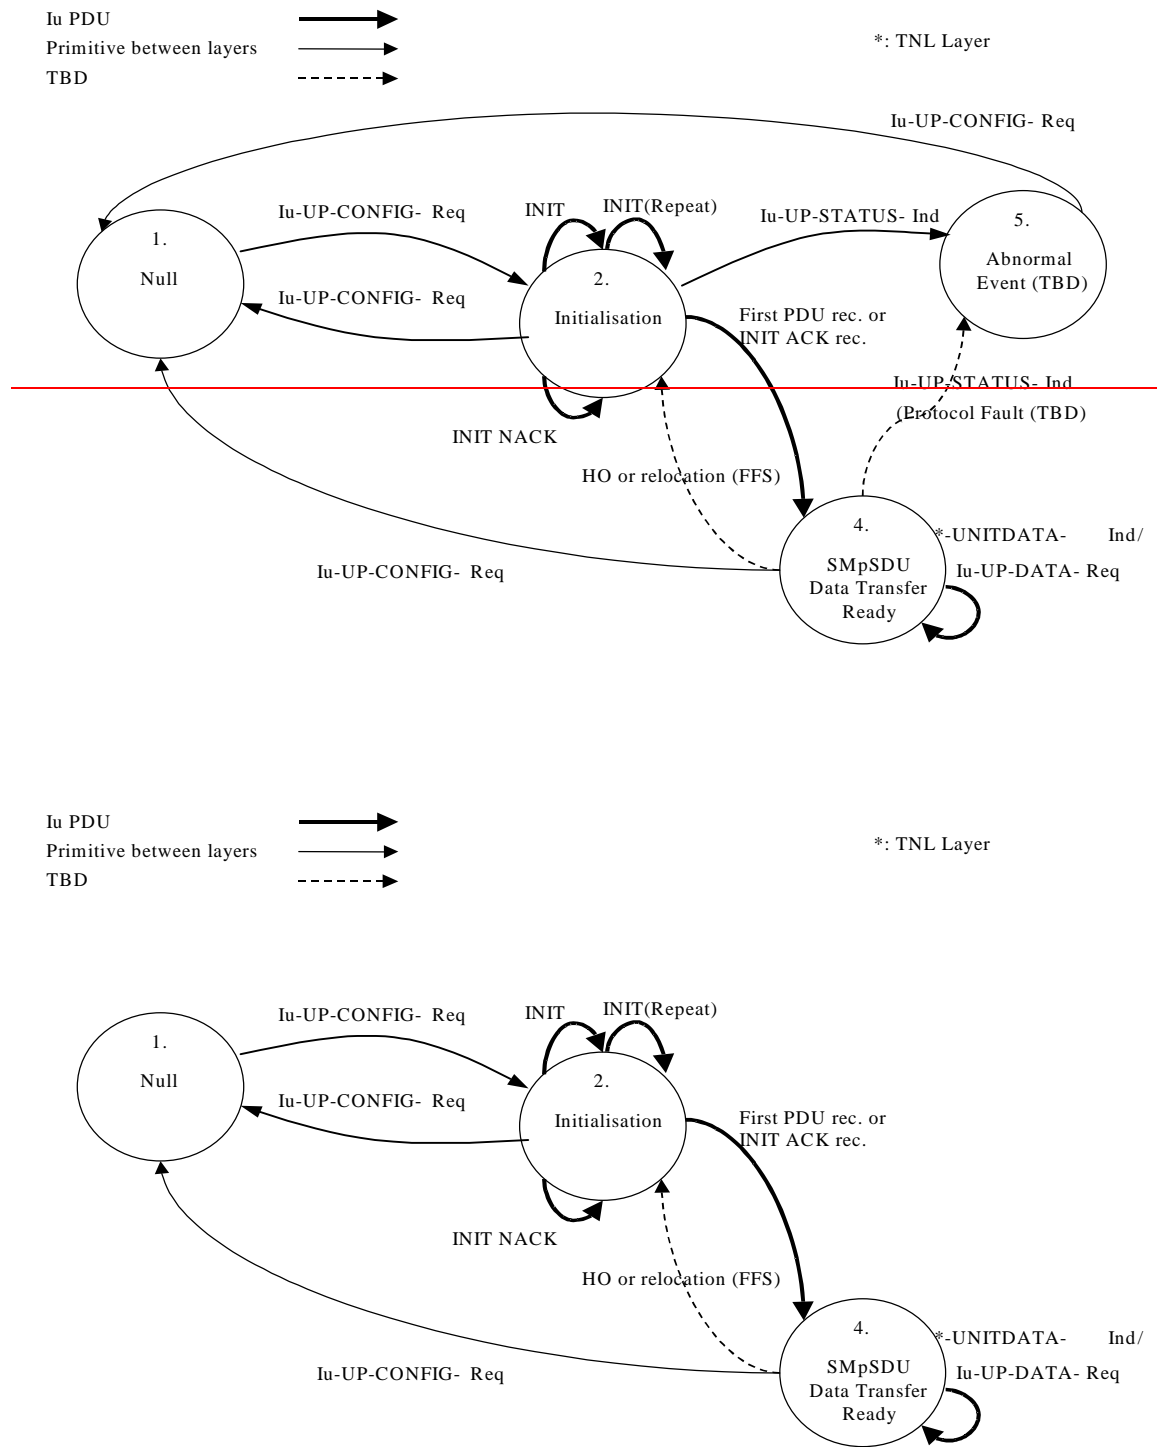 Iu PDU
Primitive between layers
TBD
*: TNL Layer
Iu-UP-CONFIG- Req
Iu-UP-CONFIG- Req
INIT
INIT(Repeat)
Iu-UP-STATUS- Ind
1.
Null
5.
Abnormal
Event (TBD)
Iu-UP-CONFIG- Req
2.
Initialisation
First PDU rec. or
INIT ACK rec.
Iu-UP-STATUS- Ind
(Protocol Fault (TBD)
INIT NACK
HO or relocation (FFS)
4.
SMpSDU
Data Transfer
Ready
*-UNITDATA- Ind/
Iu-UP-DATA- Req
Iu-UP-CONFIG- Req
Iu PDU
Primitive between layers
TBD
*: TNL Layer
Iu-UP-CONFIG- Req
INIT
INIT(Repeat)
1.
Null
Iu-UP-CONFIG- Req
2.
Initialisation
First PDU rec. or
INIT ACK rec.
INIT NACK
HO or relocation (FFS)
4.
SMpSDU
Data Transfer
Ready
*-UNITDATA- Ind/
Iu-UP-DATA- Req
Iu-UP-CONFIG- Req